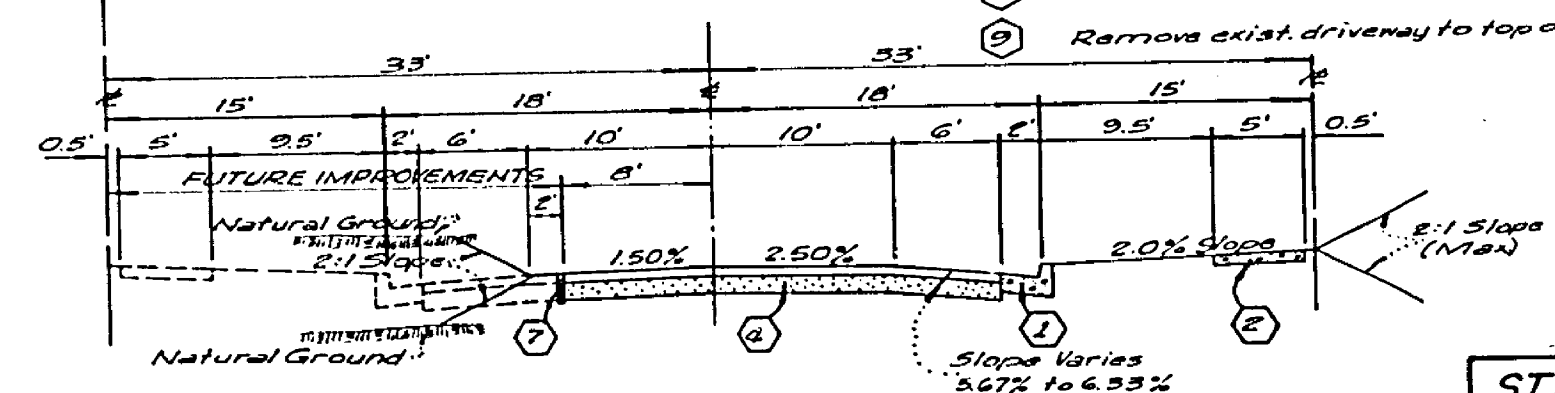 9 Remove exist. driveway to top o
33' 33'
15' 18' 18' 15'
0.5' 5' 9.5' 2' 6' 10' 10' 6' 2' 9.5' 5' 0.5'
FUTURE IMPROVEMENTS 8'
2'
Natural Ground
2:1 Slope
1.50% 2.50% 2.0% Slope
2:1 Slope
(Max)
7 4 1 2
Natural Ground
Slope Varies
5.67% to 6.33%
ST